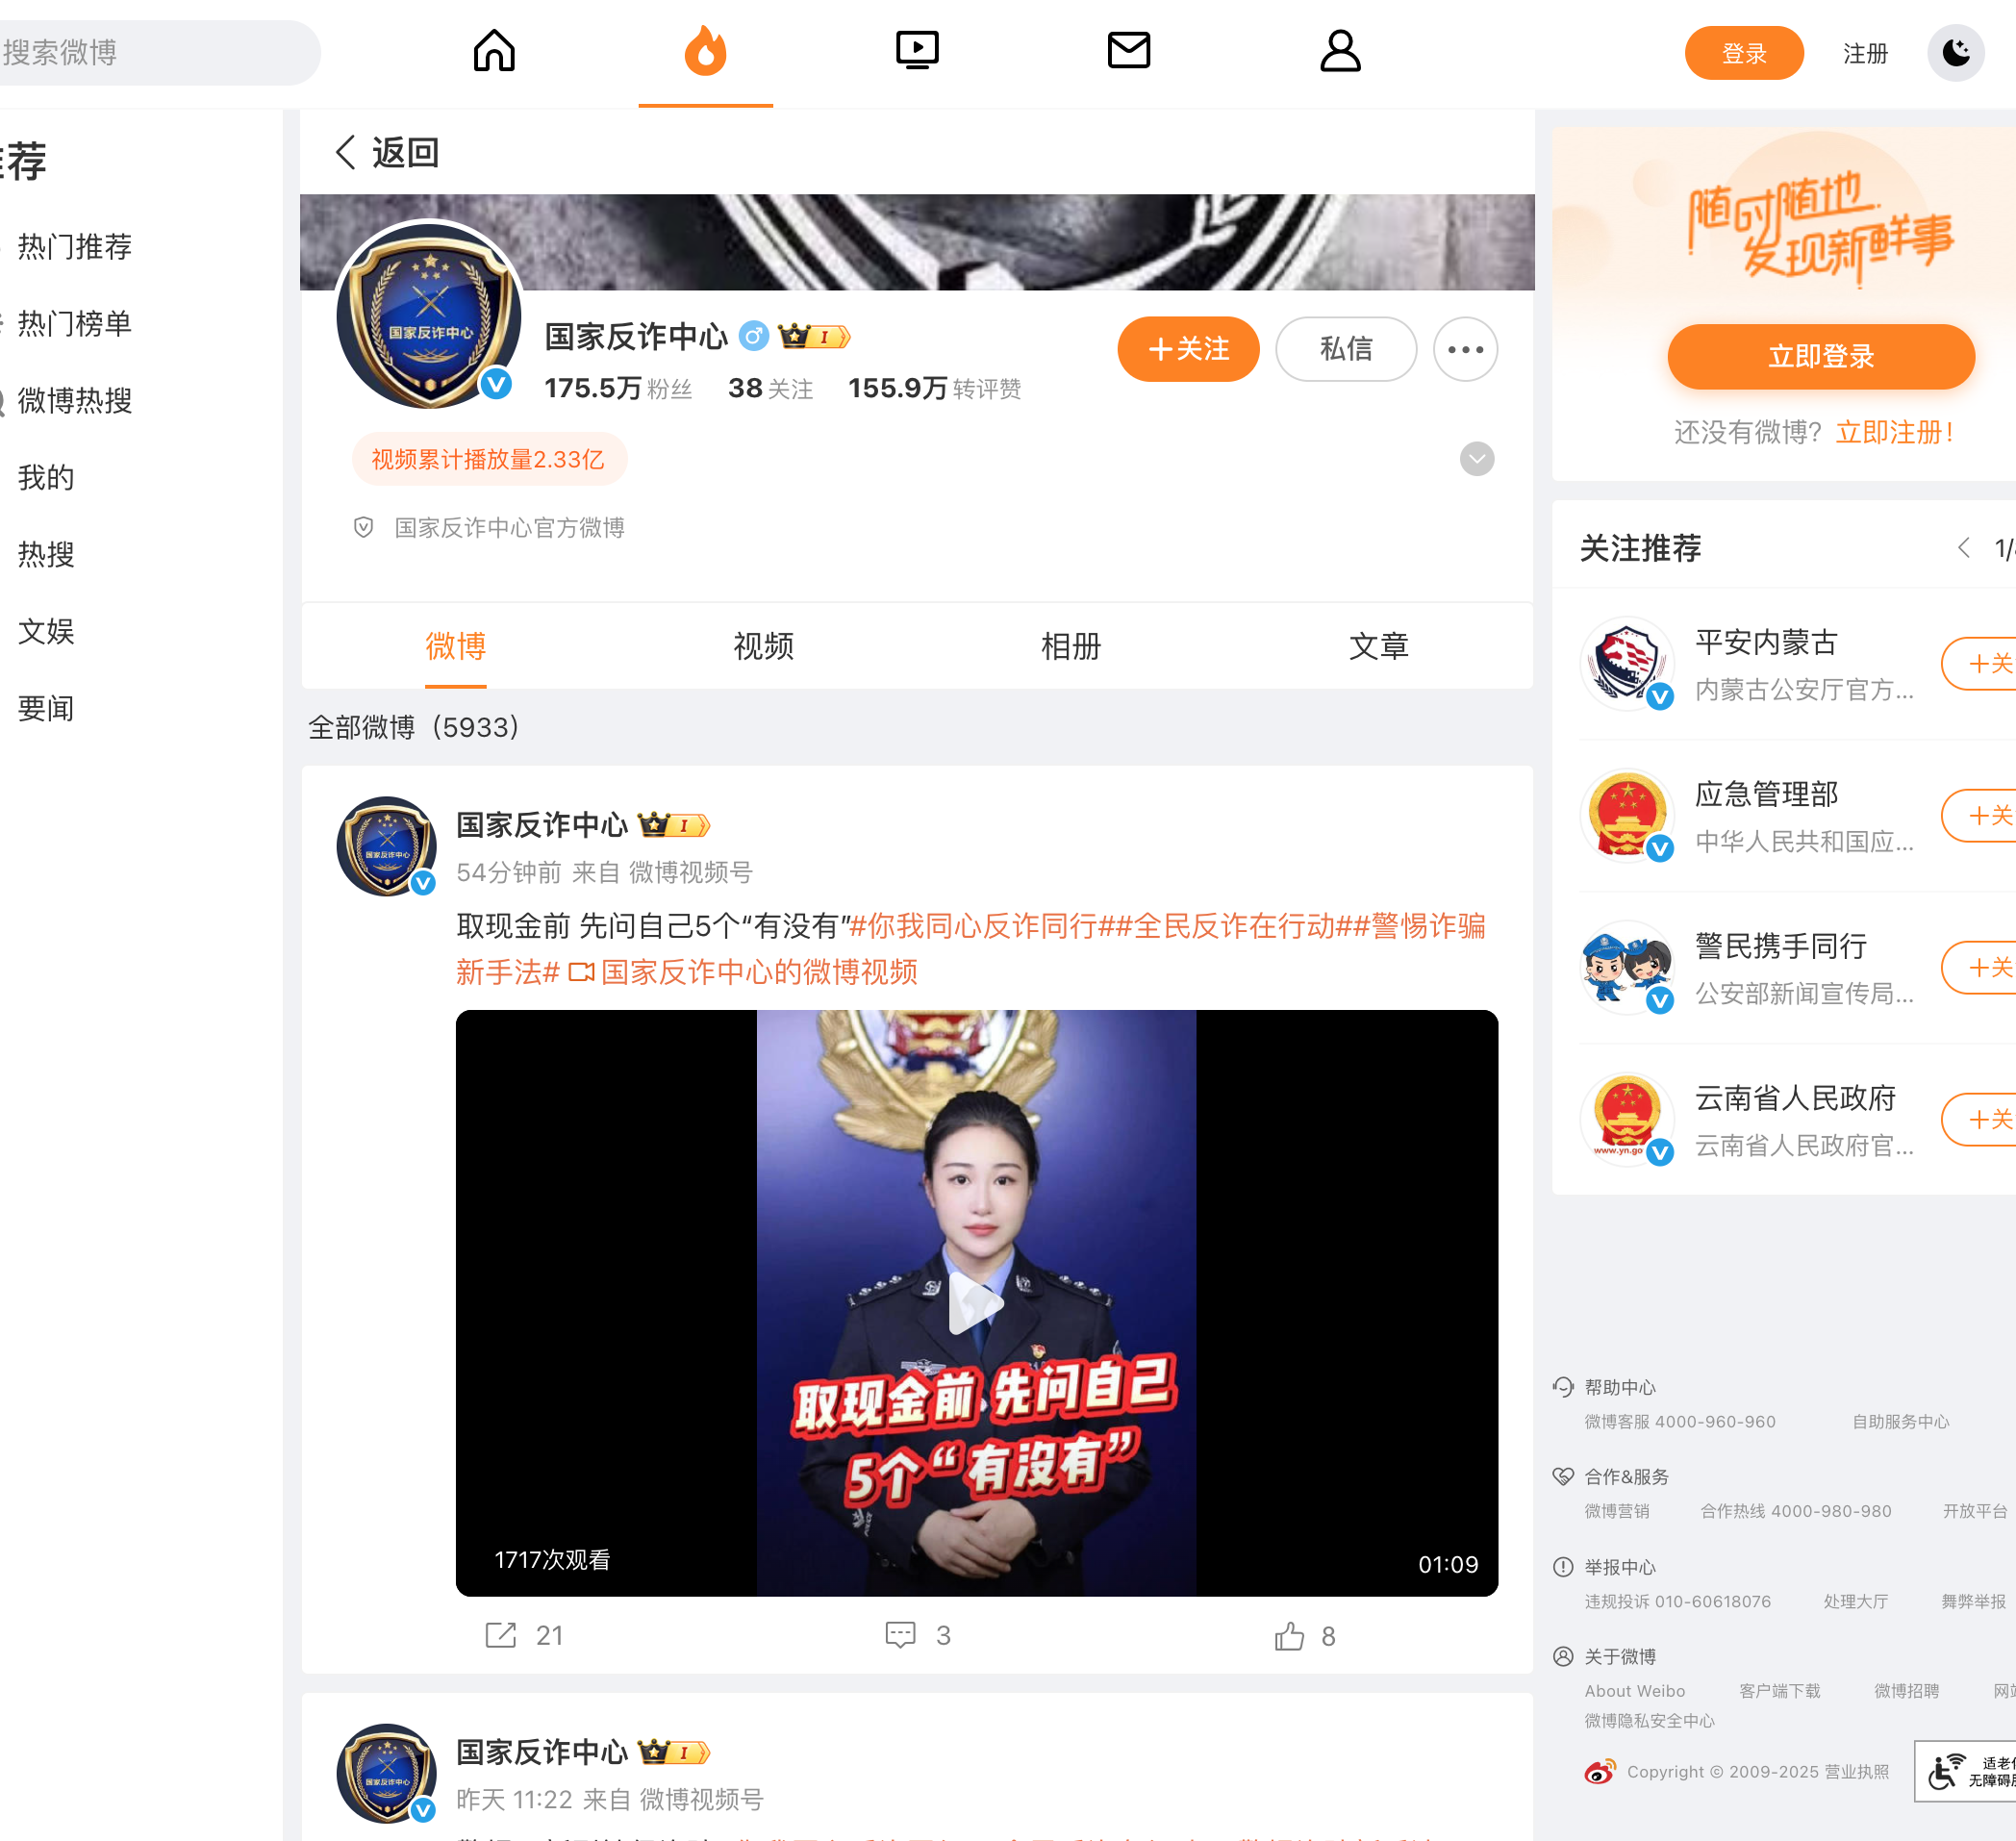 搜索微博
登录
注册
荐
热门推荐
热门榜单
微博热搜
我的
热搜
文娱
要闻
返回
国家反诈中心
国家反诈中心
175.5万粉丝 38关注 155.9万转评赞
+关注
私信
视频累计播放量2.33亿
国家反诈中心官方微博
微博
视频
相册
文章
全部微博（5933）
国家反诈中心
国家反诈中心
54分钟前 来自 微博视频号
取现金前 先问自己5个“有没有”#你我同心反诈同行##全民反诈在行动##警惕诈骗
新手法# 国家反诈中心的微博视频
取现金前 先问自己
5个“有没有”
1717次观看
01:09
21
3
8
国家反诈中心
国家反诈中心
昨天 11:22 来自 微博视频号
随时随地
发现新鲜事
立即登录
还没有微博？立即注册！
关注推荐
1/
平安内蒙古
内蒙古公安厅官方...
+关
应急管理部
中华人民共和国应...
+关
警民携手同行
公安部新闻宣传局...
+关
云南省人民政府
云南省人民政府官...
+关
www.yn.go
帮助中心
微博客服 4000-960-960 自助服务中心
合作&服务
微博营销 合作热线 4000-980-980 开放平台
举报中心
违规投诉 010-60618076 处理大厅 舞弊举报
关于微博
About Weibo 客户端下载 微博招聘 网
微博隐私安全中心
Copyright © 2009-2025 营业执照
适老
无障碍